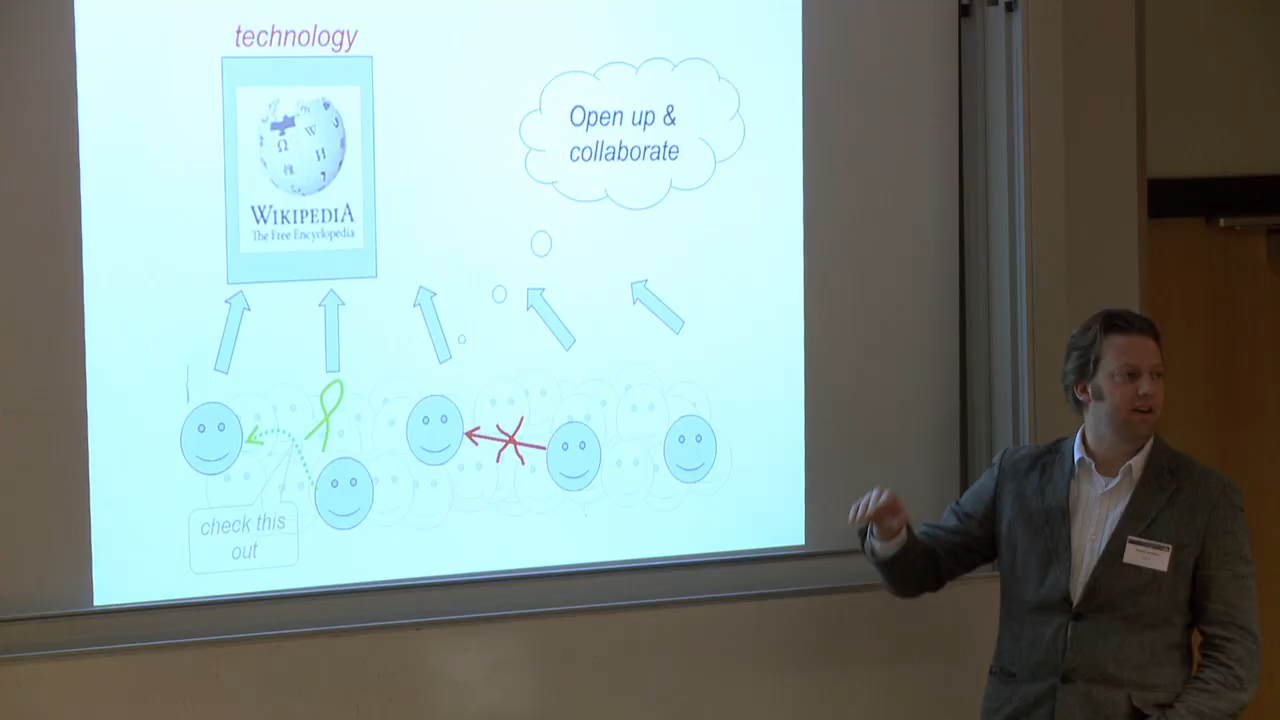 technology
Open up &
collaborate
Ω
W
И
WIKIPEDIA
The Free Encyclopedia
check this
out